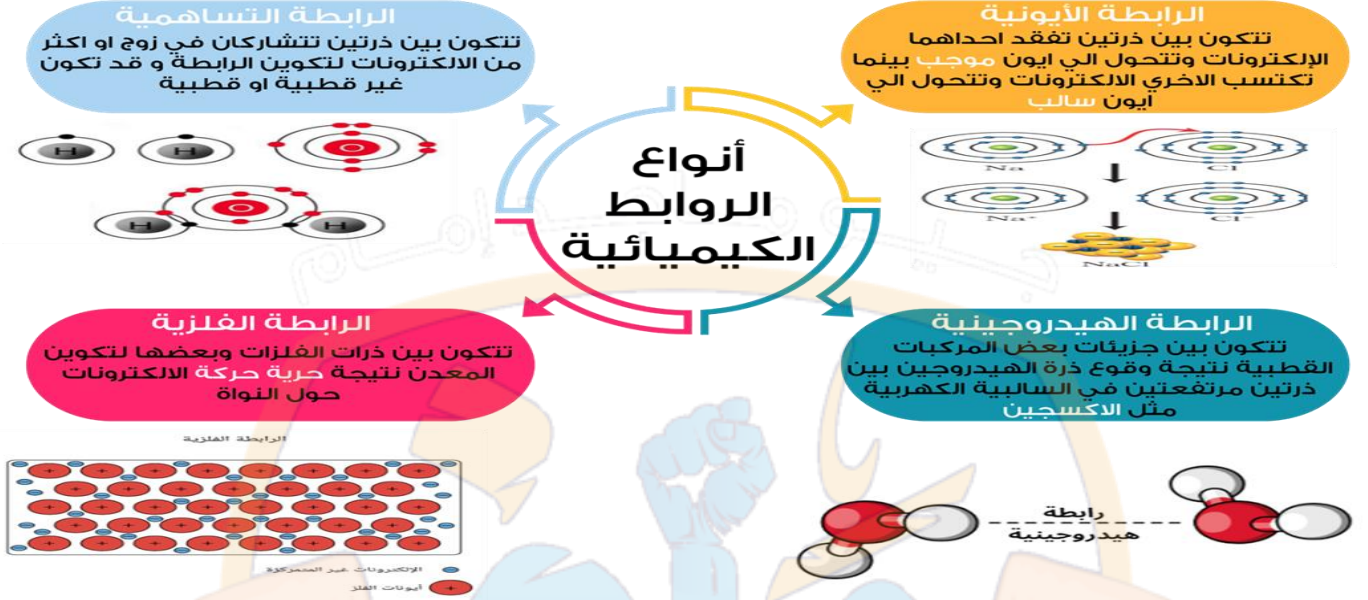 الرابطة الأيونية
تتكون بين ذرتين تفقد احداهما
الإلكترونات وتتحول الي ايون موجب بينما
تكتسب الاخري الالكترونات وتتحول الي
ايون سالب
Na
Cl
Na⁺
Cl⁻
NaCl
الرابطة التساهمية
تتكون بين ذرتين تتشاركان في زوج او اكثر
من الالكترونات لتكوين الرابطة و قد تكون
غير قطبية او قطبية
H
H
O
O
H
H
أنواع
الروابط
الكيميائية
الرابطة الهيدروجينية
تتكون بين جزيئات بعض المركبات
القطبية نتيجة وقوع ذرة الهيدروجين بين
ذرتين مرتفعتين في السالبية الكهربية
مثل الاكسجين
رابطة
هيدروجينية
الرابطة الفلزية
تتكون بين ذرات الفلزات وبعضها لتكوين
المعدن نتيجة حرية حركة الالكترونات
حول النواة
الرابطة الفلزية
الإلكترونات غير المتمركزة
أيونات الفلز